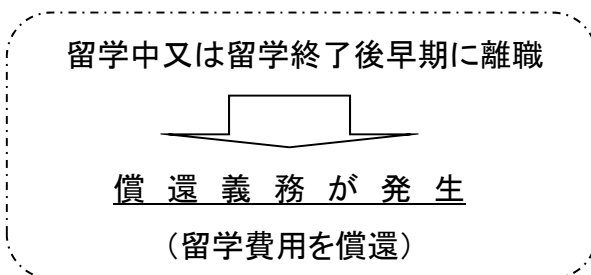 留学中又は留学終了後早期に離職
償還義務が発生
（留学費用を償還）